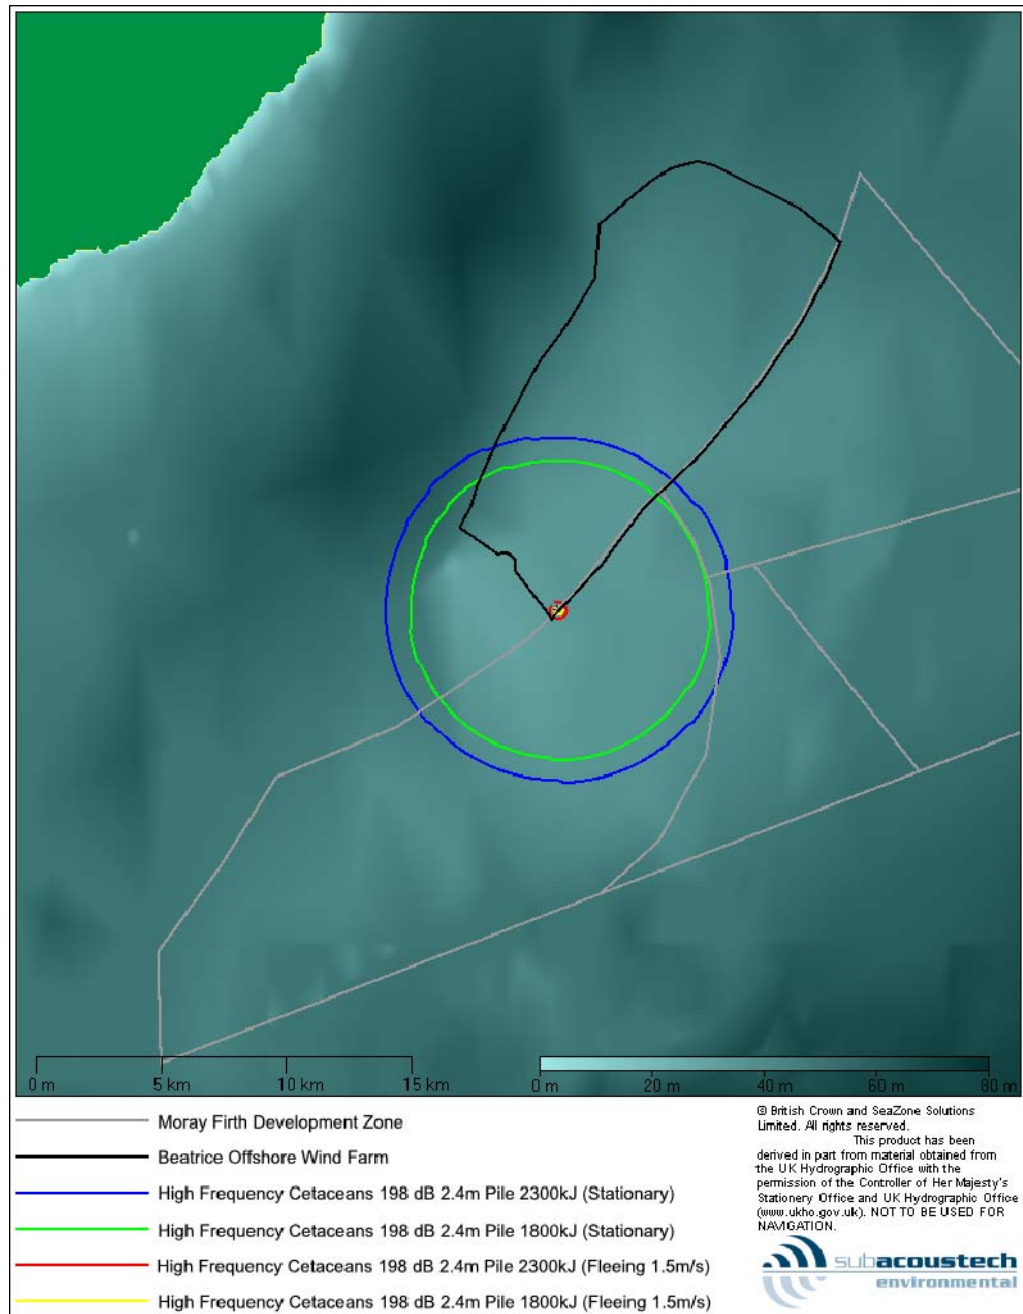 0 m 5 km 10 km 15 km
0 m 20 m 40 m 60 m 80 m
Moray Firth Development Zone
Beatrice Offshore Wind Farm
High Frequency Cetaceans 198 dB 2.4m Pile 2300kJ (Stationary)
High Frequency Cetaceans 198 dB 2.4m Pile 1800kJ (Stationary)
High Frequency Cetaceans 198 dB 2.4m Pile 2300kJ (Fleeing 1.5m/s)
High Frequency Cetaceans 198 dB 2.4m Pile 1800kJ (Fleeing 1.5m/s)
© British Crown and SeaZone Solutions
Limited. All rights reserved.
This product has been
derived in part from material obtained from
the UK Hydrographic Office with the
permission of the Controller of Her Majesty's
Stationery Office and UK Hydrographic Office
(www.ukho.gov.uk). NOT TO BE USED FOR
NAVIGATION.
subacoustech
environmental